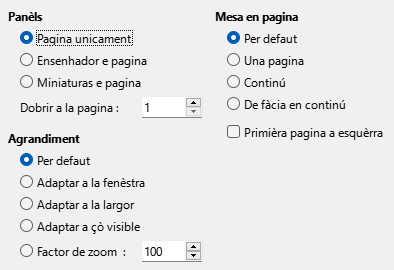 Panèls
Pagina unicament
Ensenhador e pagina
Miniaturas e pagina
Dobrir a la pagina : 1
Agrandiment
Per defaut
Adaptar a la fenèstra
Adaptar a la largor
Adaptar a çò visible
Factor de zoom : 100
Mesa en pagina
Per defaut
Una pagina
Continú
De fàcia en continú
Primièra pagina a esquèrra